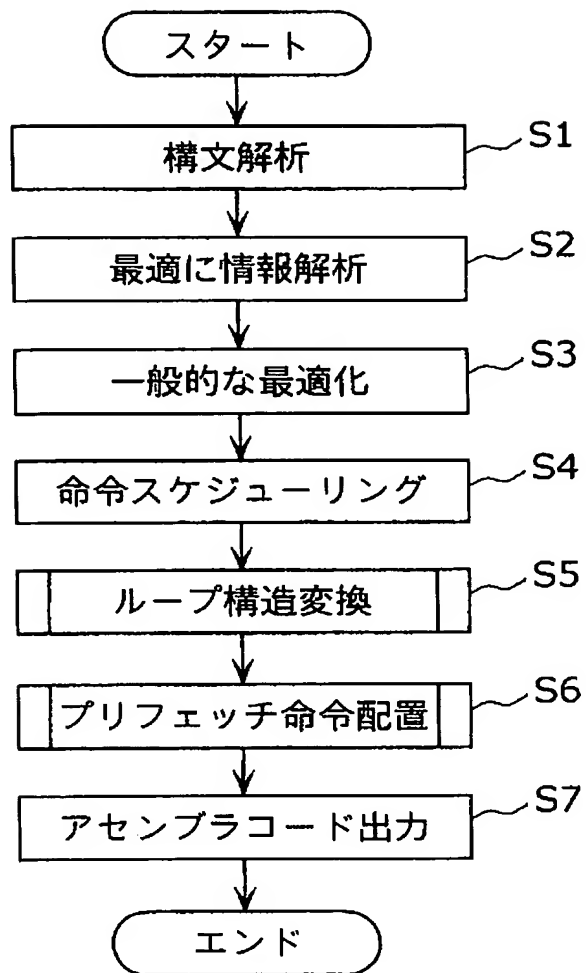 スタート
構文解析 S1
最適に情報解析 S2
一般的な最適化 S3
命令スケジューリング S4
ループ構造変換 S5
プリフェッチ命令配置 S6
アセンブラコード出力 S7
エンド